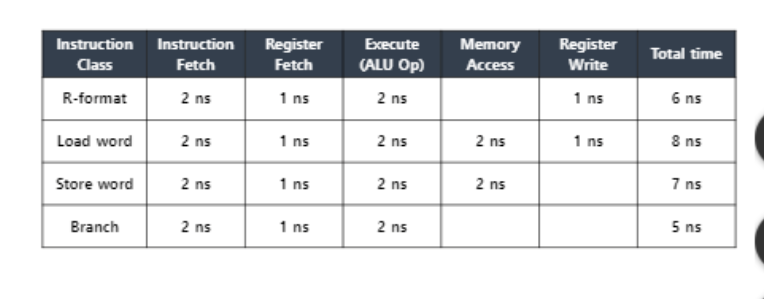 Instruction Class Instruction Fetch Register Fetch Execute (ALU Op) Memory Access Register Write Total time
R-format 2 ns 1 ns 2 ns 1 ns 6 ns
Load word 2 ns 1 ns 2 ns 2 ns 1 ns 8 ns
Store word 2 ns 1 ns 2 ns 2 ns 7 ns
Branch 2 ns 1 ns 2 ns 5 ns